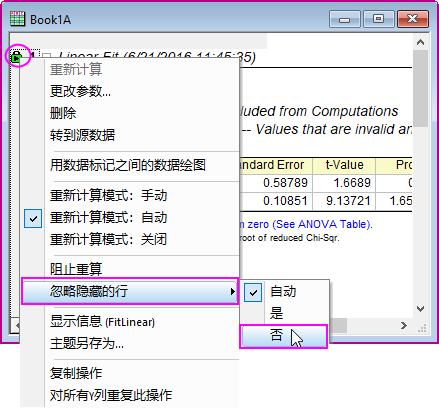 Book1A
1 Linear Fit (6/21/2016 11:45:35)
重新计算
更改参数...
删除
转到源数据
用数据标记之间的数据绘图
重新计算模式: 手动
重新计算模式: 自动
重新计算模式: 关闭
阻止重算
忽略隐藏的行
显示信息 (FitLinear)
主题另存为...
复制操作
对所有Y列重复此操作
自动
是
否
cluded from Computations
-- Values that are invalid an
ndard Error t-Value Pro
0.58789 1.6689 0
0.10851 9.13721 1.65
m zero (See ANOVA Table).
root of reduced Chi-Sqr.